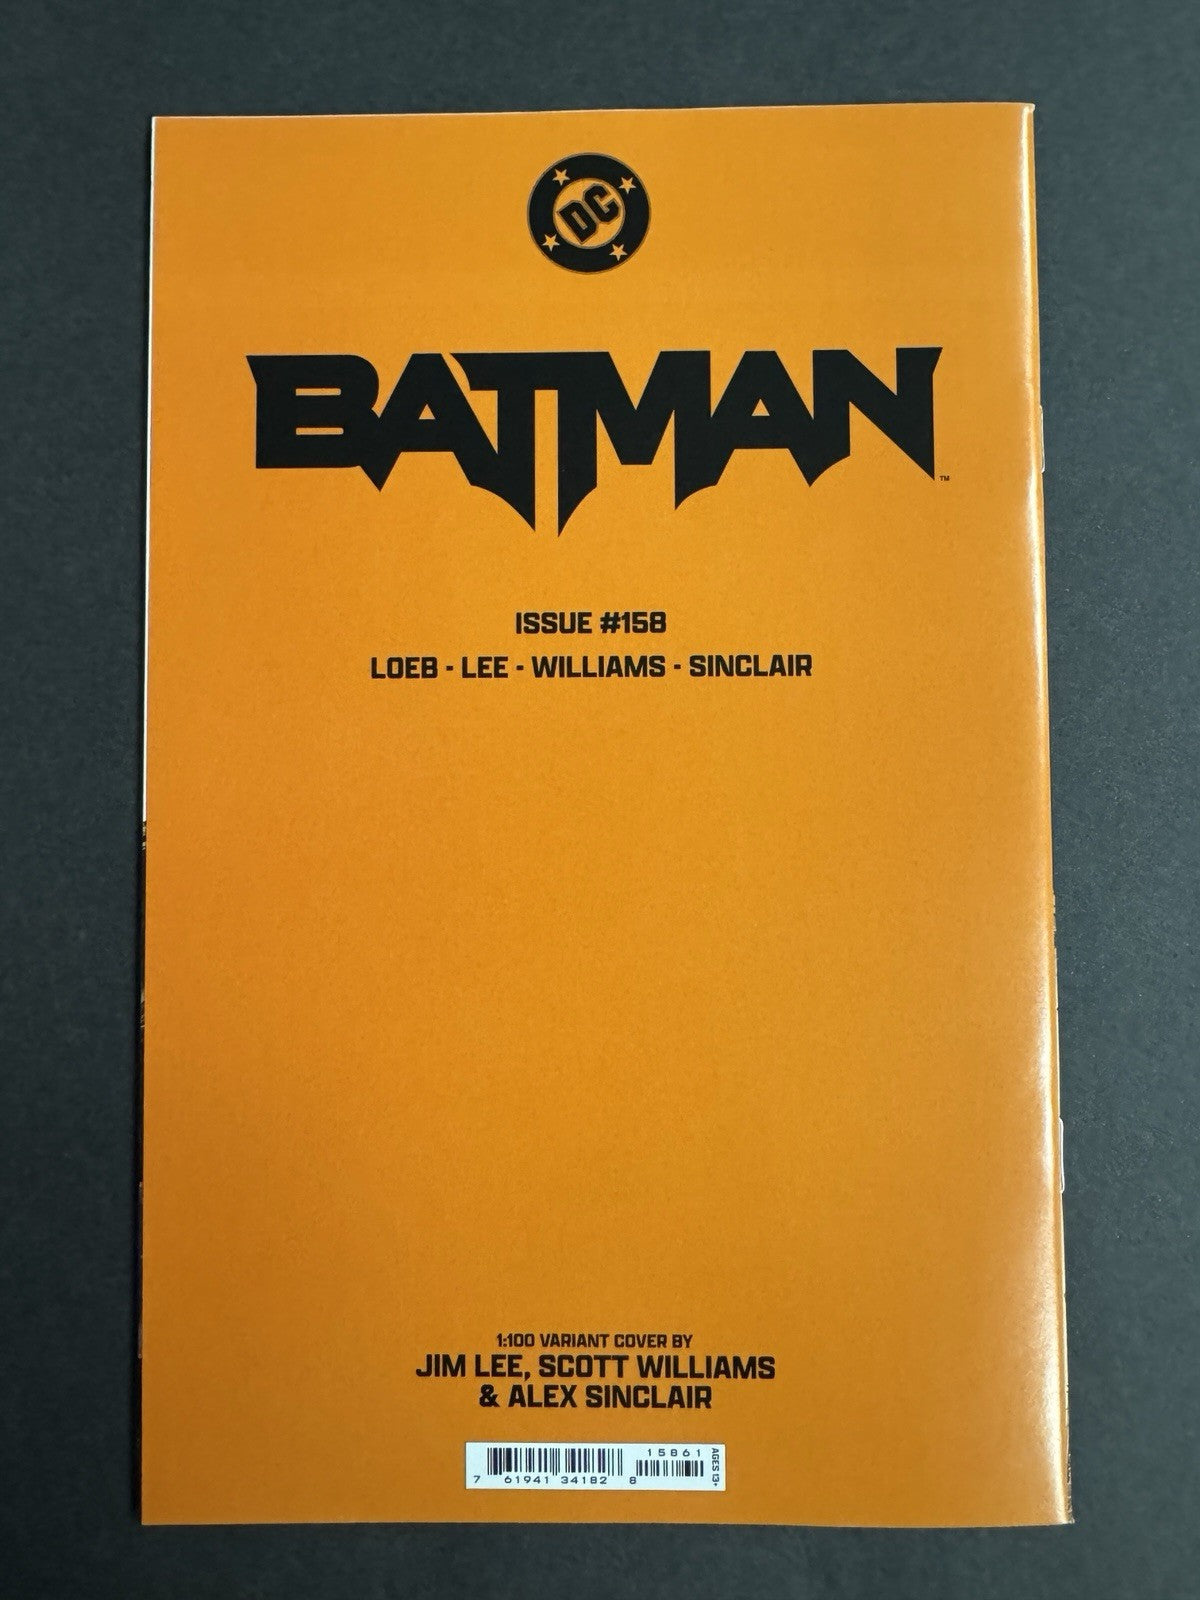 DC
BATMAN™
ISSUE #158
LOEB - LEE - WILLIAMS - SINCLAIR
1:100 VARIANT COVER BY
JIM LEE, SCOTT WILLIAMS
& ALEX SINCLAIR
15861
AGES 13+
7 61941 34182 8